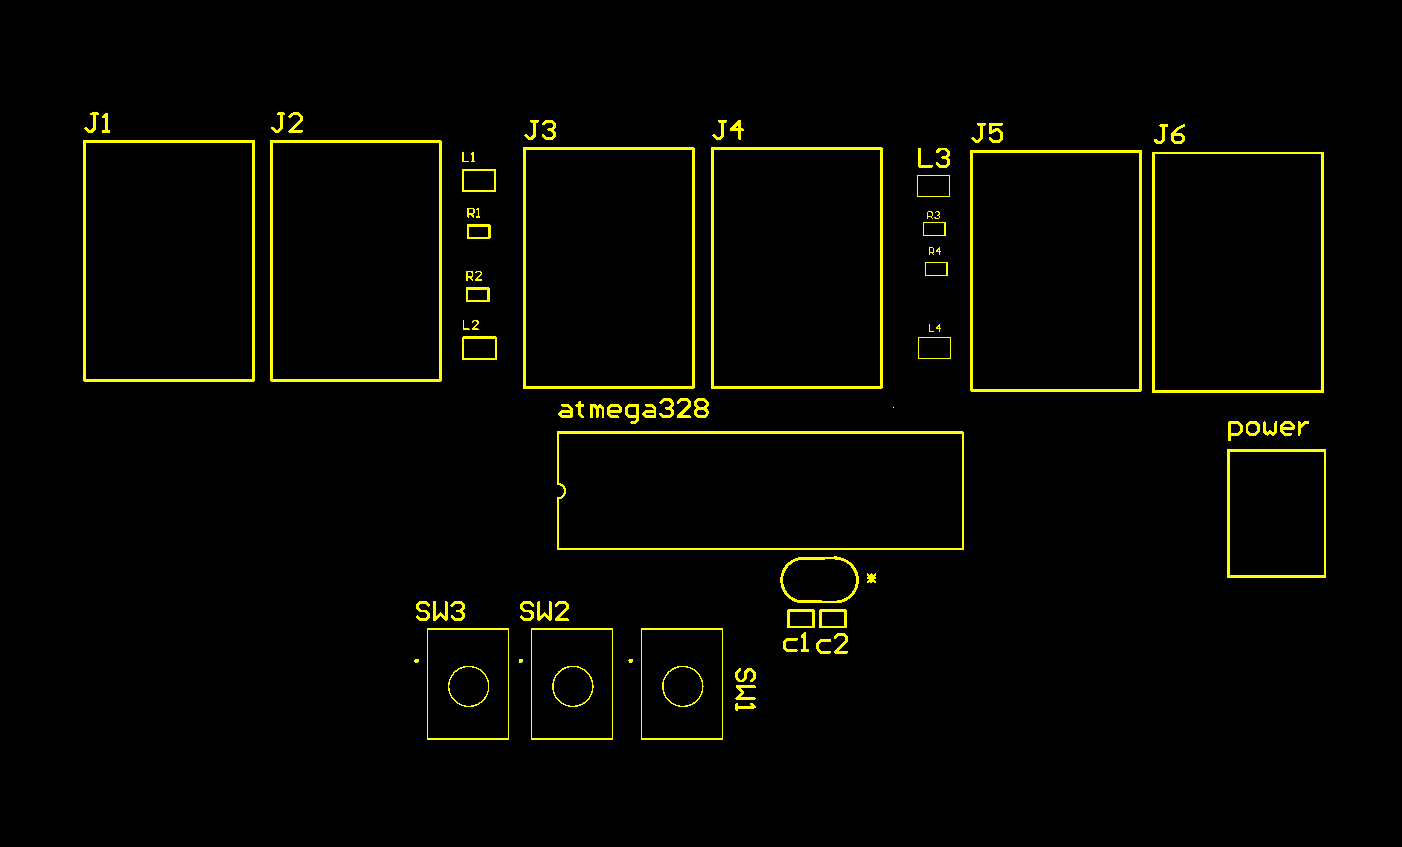 J1
J2
J3
J4
J5
J6
L1
L3
R1
R3
R4
R2
L2
L4
atmega328
power
*
SW3
SW2
c1
c2
SW1